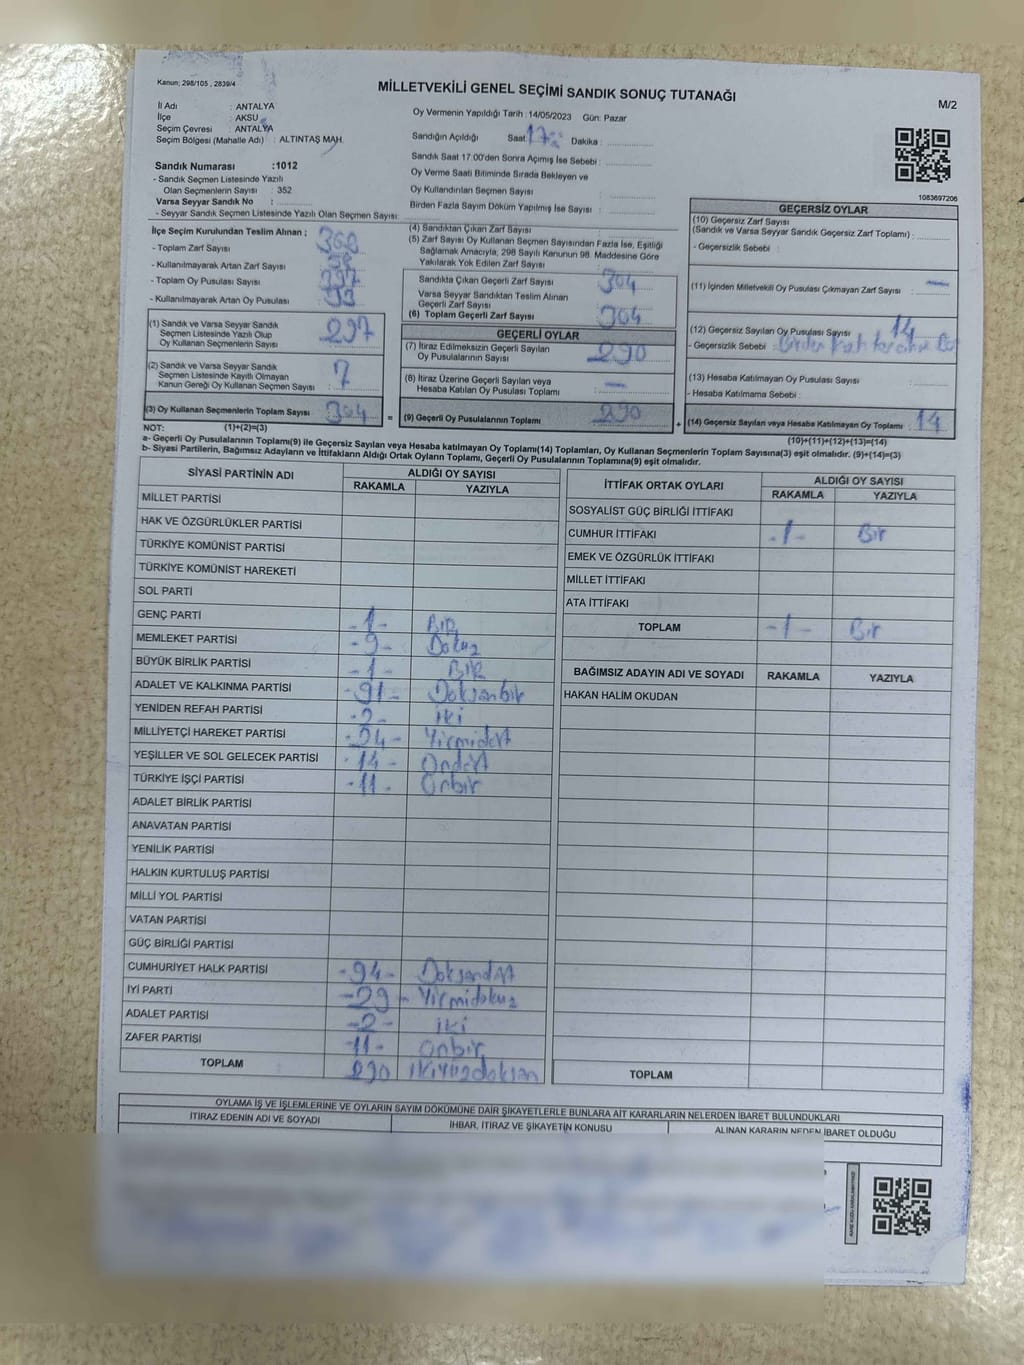 Kanun: 298/105 , 2839/4
MİLLETVEKİLİ GENEL SEÇİMİ SANDIK SONUÇ TUTANAĞI
M/2
İl Adı : ANTALYA
İlçe : AKSU
Seçim Çevresi : ANTALYA
Seçim Bölgesi (Mahalle Adı) : ALTINTAŞ MAH.
Oy Vermenin Yapıldığı Tarih : 14/05/2023 Gün: Pazar
Sandığın Açıldığı Saat 17 Dakika :
Sandık Saat 17:00'den Sonra Açımış İse Sebebi :
Oy Verme Saati Bitiminde Sırada Bekleyen ve
Oy Kullandırılan Seçmen Sayısı :
Birden Fazla Sayım Döküm Yapılmış İse Sayısı :
Sandık Numarası :1012
- Sandık Seçmen Listesinde Yazılı
Olan Seçmenlerin Sayısı : 352
Varsa Seyyar Sandık No :
- Seyyar Sandık Seçmen Listesinde Yazılı Olan Seçmen Sayısı:
1083697206
İlçe Seçim Kurulundan Teslim Alınan ;
- Toplam Zarf Sayısı : 360
- Kullanılmayarak Artan Zarf Sayısı :
- Toplam Oy Pusulası Sayısı :
- Kullanılmayarak Artan Oy Pusulası :
(1) Sandık ve Varsa Seyyar Sandık
Seçmen Listesinde Yazılı Olup
Oy Kullanan Seçmenlerin Sayısı : 297
(2) Sandık ve Varsa Seyyar Sandık
Seçmen Listesinde Kayıtlı Olmayan
Kanun Gereği Oy Kullanan Seçmen Sayısı : 7
(3) Oy Kullanan Seçmenlerin Toplam Sayısı : 304
(4) Sandıktan Çıkan Zarf Sayısı :
(5) Zarf Sayısı Oy Kullanan Seçmen Sayısından Fazla İse, Eşitliği
Sağlamak Amacıyla; 298 Sayılı Kanunun 98. Maddesine Göre
Yakılarak Yok Edilen Zarf Sayısı :
Sandıkta Çıkan Geçerli Zarf Sayısı : 304
Varsa Seyyar Sandıktan Teslim Alınan
Geçerli Zarf Sayısı :
(6) Toplam Geçerli Zarf Sayısı : 304
GEÇERLİ OYLAR
(7) İtiraz Edilmeksizin Geçerli Sayılan
Oy Pusulalarının Sayısı : 290
(8) İtiraz Üzerine Geçerli Sayılan veya
Hesaba Katılan Oy Pusulası Toplamı : —
= (9) Geçerli Oy Pusulalarının Toplamı : 290
GEÇERSİZ OYLAR
(10) Geçersiz Zarf Sayısı
(Sandık ve Varsa Seyyar Sandık Geçersiz Zarf Toplamı) :
- Geçersizlik Sebebi :
(11) İçinden Milletvekili Oy Pusulası Çıkmayan Zarf Sayısı : —
(12) Geçersiz Sayılan Oy Pusulası Sayısı : 14
- Geçersizlik Sebebi : Birden
(13) Hesaba Katılmayan Oy Pusulası Sayısı :
- Hesaba Katılmama Sebebi :
+ (14) Geçersiz Sayılan veya Hesaba Katılmayan Oy Toplamı : 14
NOT: (1)+(2)=(3)
(10)+(11)+(12)+(13)=(14)
a- Geçerli Oy Pusulalarının Toplamı(9) ile Geçersiz Sayılan veya Hesaba katılmayan Oy Toplamı(14) Toplamları, Oy Kullanan Seçmenlerin Toplam Sayısına(3) eşit olmalıdır. (9)+(14)=(3)
b- Siyasi Partilerin, Bağımsız Adayların ve İttifakların Aldığı Ortak Oyların Toplamı, Geçerli Oy Pusulalarının Toplamına(9) eşit olmalıdır.
SİYASİ PARTİNİN ADI ALDIĞI OY SAYISI
RAKAMLA YAZIYLA
MİLLET PARTİSİ
HAK VE ÖZGÜRLÜKLER PARTİSİ
TÜRKİYE KOMÜNİST PARTİSİ
TÜRKİYE KOMÜNİST HAREKETİ
SOL PARTİ
GENÇ PARTİ -1- Bir
MEMLEKET PARTİSİ -9- Dokuz
BÜYÜK BİRLİK PARTİSİ -1- Bir
ADALET VE KALKINMA PARTİSİ -91- Doksanbir
YENİDEN REFAH PARTİSİ -2- iki
MİLLİYETÇİ HAREKET PARTİSİ -24- Yirmidört
YEŞİLLER VE SOL GELECEK PARTİSİ -14- Ondört
TÜRKİYE İŞÇİ PARTİSİ -11- Onbir
ADALET BİRLİK PARTİSİ
ANAVATAN PARTİSİ
YENİLİK PARTİSİ
HALKIN KURTULUŞ PARTİSİ
MİLLİ YOL PARTİSİ
VATAN PARTİSİ
GÜÇ BİRLİĞİ PARTİSİ
CUMHURİYET HALK PARTİSİ -94- Doksandört
İYİ PARTİ -29- Yirmidokuz
ADALET PARTİSİ -2- iki
ZAFER PARTİSİ -11- Onbir
TOPLAM 290 ikiyüzdoksan
İTTİFAK ORTAK OYLARI ALDIĞI OY SAYISI
RAKAMLA YAZIYLA
SOSYALİST GÜÇ BİRLİĞİ İTTİFAKI
CUMHUR İTTİFAKI -1- Bir
EMEK VE ÖZGÜRLÜK İTTİFAKI
MİLLET İTTİFAKI
ATA İTTİFAKI
TOPLAM -1- Bir
BAĞIMSIZ ADAYIN ADI VE SOYADI RAKAMLA YAZIYLA
HAKAN HALİM OKUDAN
TOPLAM
OYLAMA İŞ VE İŞLEMLERİNE VE OYLARIN SAYIM DÖKÜMÜNE DAİR ŞİKAYETLERLE BUNLARA AİT KARARLARIN NELERDEN İBARET BULUNDUKLARI
İTİRAZ EDENİN ADI VE SOYADI İHBAR, İTİRAZ VE ŞİKAYETİN KONUSU ALINAN KARARIN NEDEN İBARET OLDUĞU